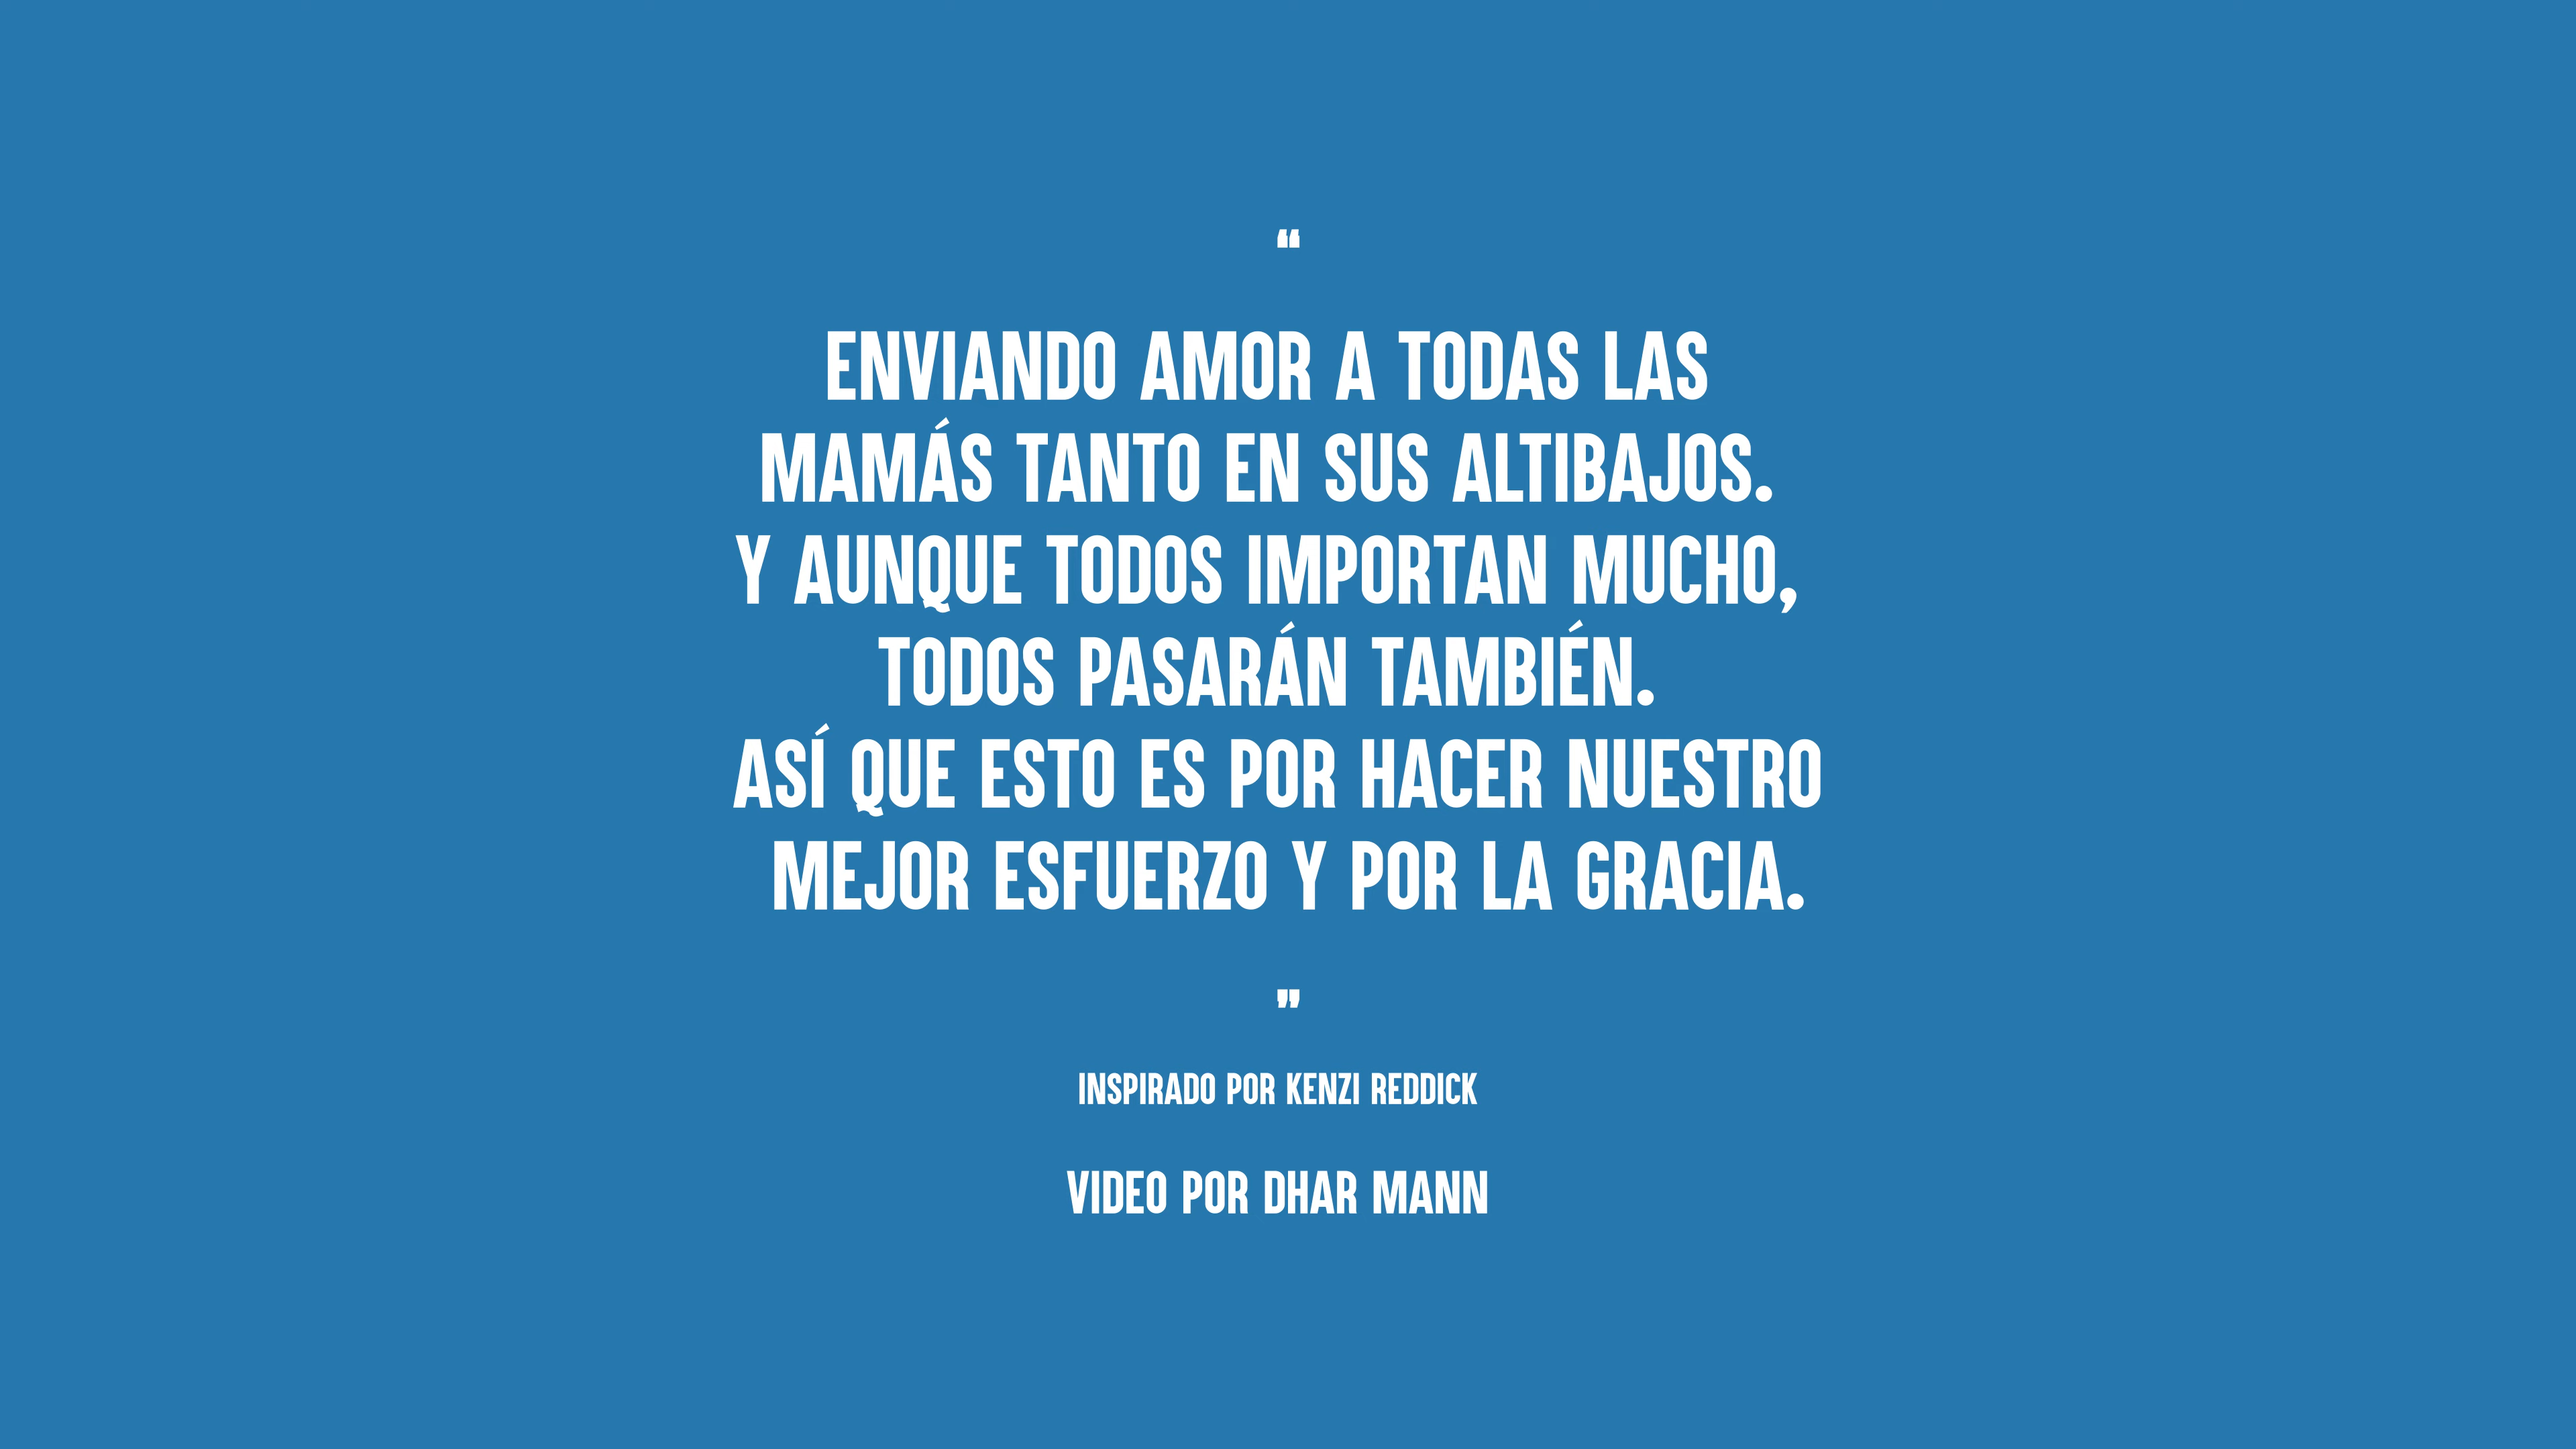 “
ENVIANDO AMOR A TODAS LAS
MAMÁS TANTO EN SUS ALTIBAJOS.
Y AUNQUE TODOS IMPORTAN MUCHO,
TODOS PASARÁN TAMBIÉN.
ASÍ QUE ESTO ES POR HACER NUESTRO
MEJOR ESFUERZO Y POR LA GRACIA.
”
INSPIRADO POR KENZI REDDICK
VIDEO POR DHAR MANN